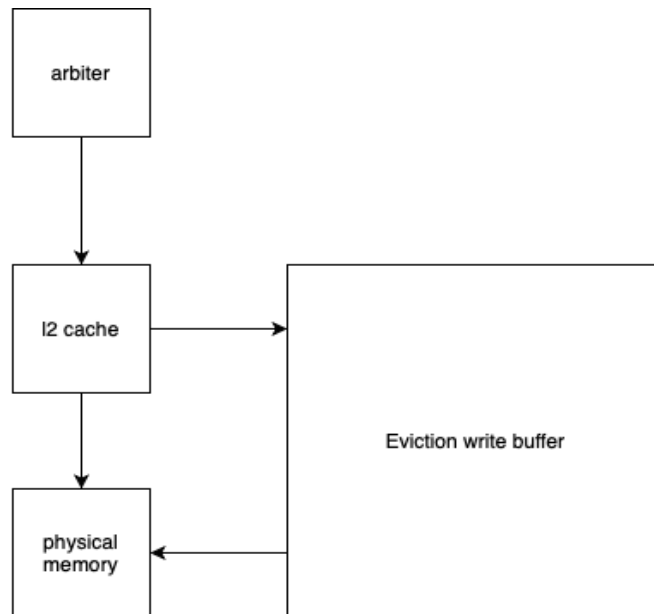 arbiter
l2 cache
Eviction write buffer
physical
memory